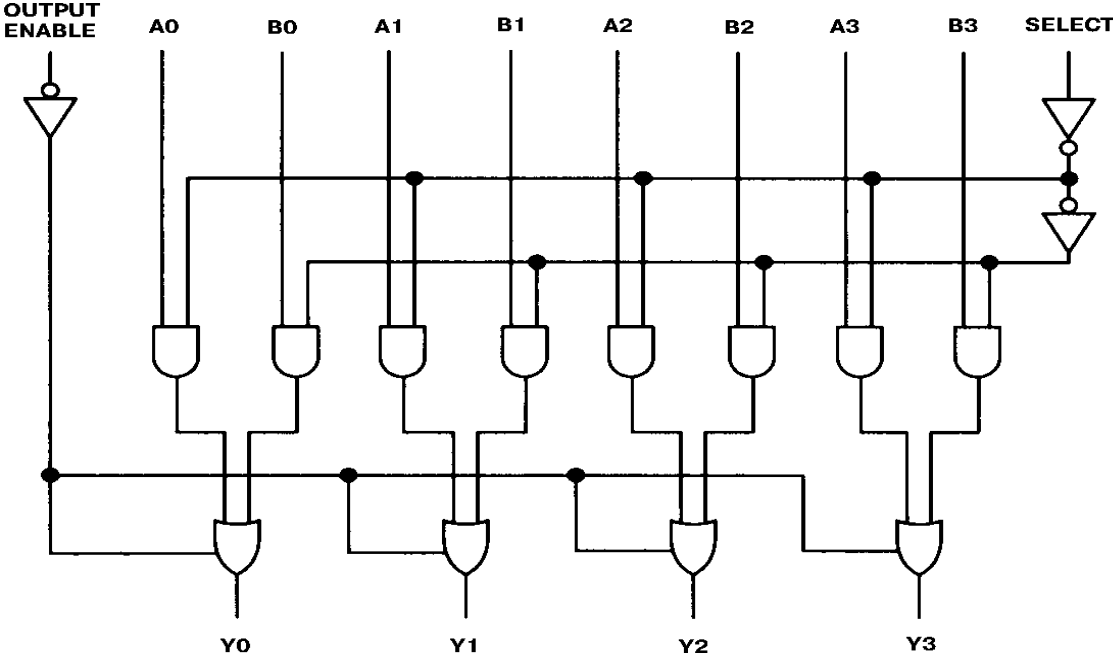 OUTPUT
ENABLE
A0
B0
A1
B1
A2
B2
A3
B3
SELECT
Y0
Y1
Y2
Y3